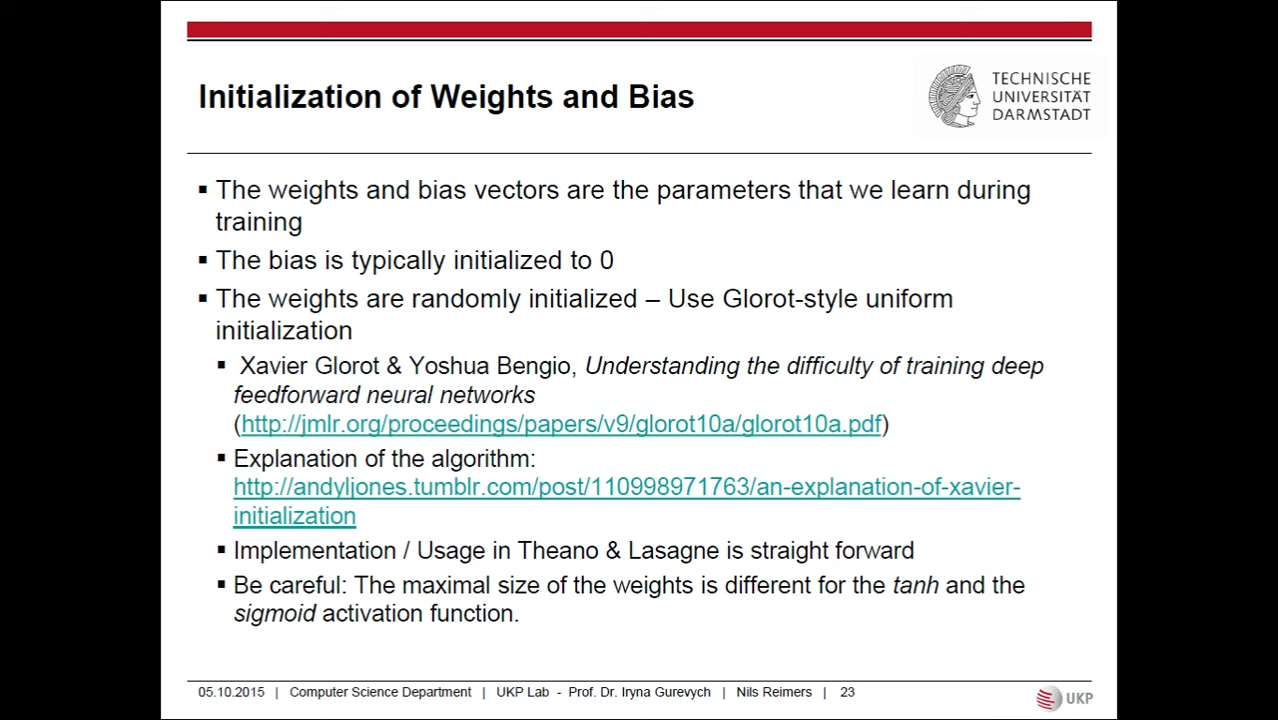 Initialization of Weights and Bias
TECHNISCHE
UNIVERSITÄT
DARMSTADT
▪ The weights and bias vectors are the parameters that we learn during
training
▪ The bias is typically initialized to 0
▪ The weights are randomly initialized – Use Glorot-style uniform
initialization
▪ Xavier Glorot & Yoshua Bengio, Understanding the difficulty of training deep
feedforward neural networks
(http://jmlr.org/proceedings/papers/v9/glorot10a/glorot10a.pdf)
▪ Explanation of the algorithm:
http://andyljones.tumblr.com/post/110998971763/an-explanation-of-xavier-
initialization
▪ Implementation / Usage in Theano & Lasagne is straight forward
▪ Be careful: The maximal size of the weights is different for the tanh and the
sigmoid activation function.
05.10.2015 | Computer Science Department | UKP Lab - Prof. Dr. Iryna Gurevych | Nils Reimers | 23
UKP